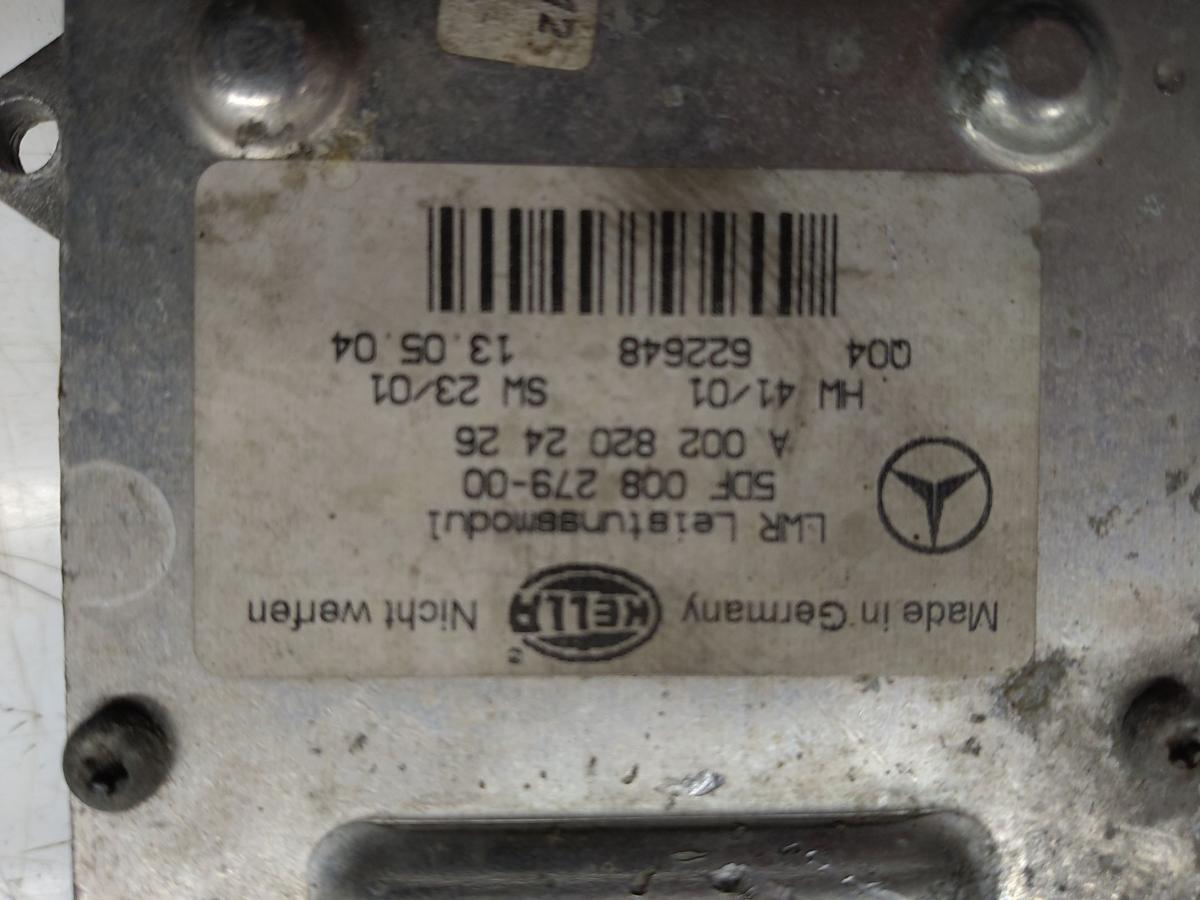 Made in Germany HELLA Nicht werfen
LWR Leistungsmodul
5DF 008 279-00
A 002 820 24 26
HW 41/01 SW 23/01
Q04 622648 13.05.04